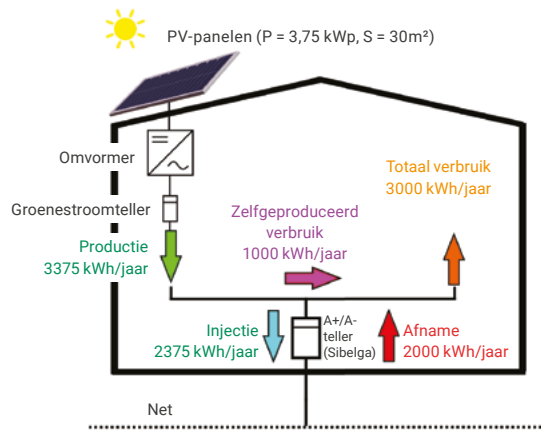 PV-panelen (P = 3,75 kWp, S = 30m²)
Omvormer
Groenestroomteller
Productie
3375 kWh/jaar
Zelfgeproduceerd
verbruik
1000 kWh/jaar
Totaal verbruik
3000 kWh/jaar
Injectie
2375 kWh/jaar
A+/A-
teller
(Sibelga)
Afname
2000 kWh/jaar
Net